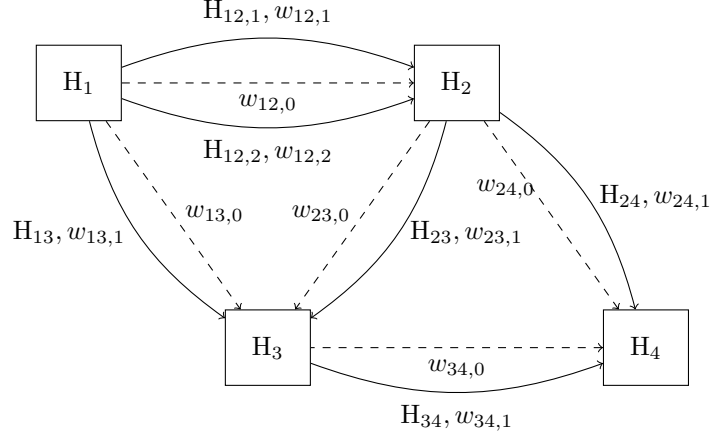 H₁₂,₁, w₁₂,₁
H₁
H₂
w₁₂,₀
H₁₂,₂, w₁₂,₂
w₁₃,₀
w₂₃,₀
w₂₄,₀
H₂₄, w₂₄,₁
H₁₃, w₁₃,₁
H₂₃, w₂₃,₁
H₃
H₄
w₃₄,₀
H₃₄, w₃₄,₁